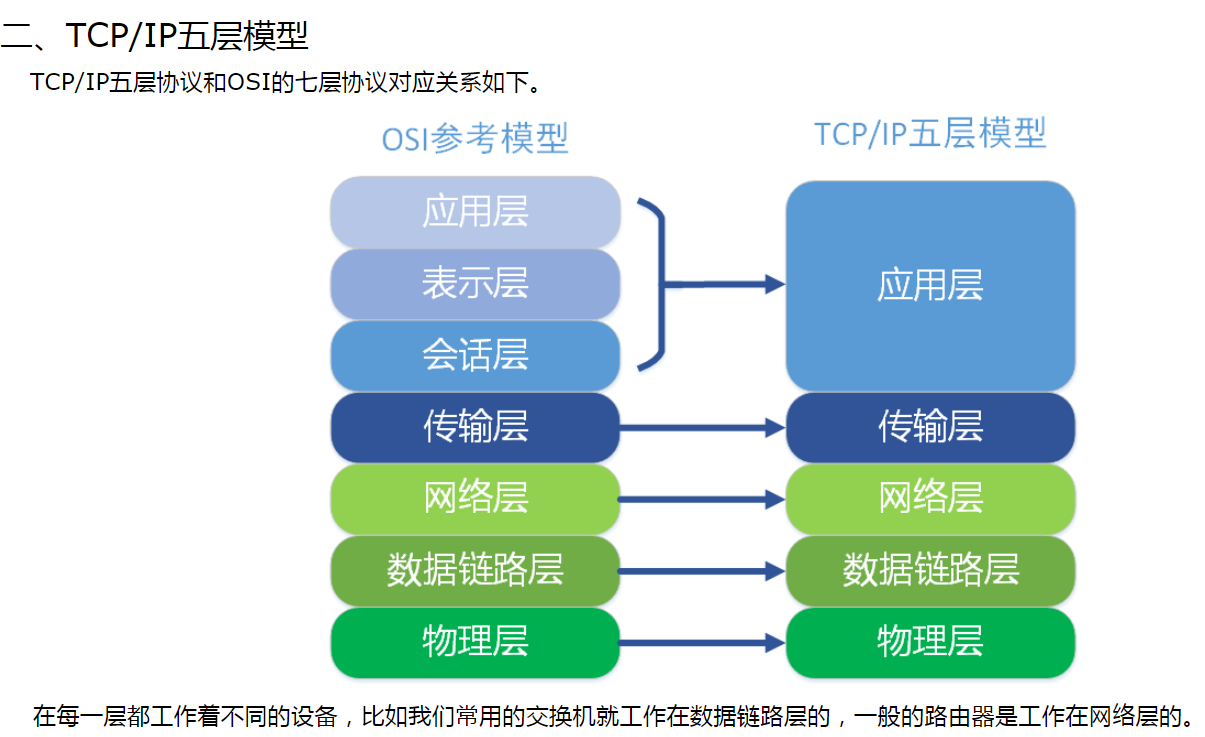 二、TCP/IP五层模型
TCP/IP五层协议和OSI的七层协议对应关系如下。
OSI参考模型
TCP/IP五层模型
应用层
表示层
会话层
应用层
传输层
传输层
网络层
网络层
数据链路层
数据链路层
物理层
物理层
在每一层都工作着不同的设备，比如我们常用的交换机就工作在数据链路层的，一般的路由器是工作在网络层的。